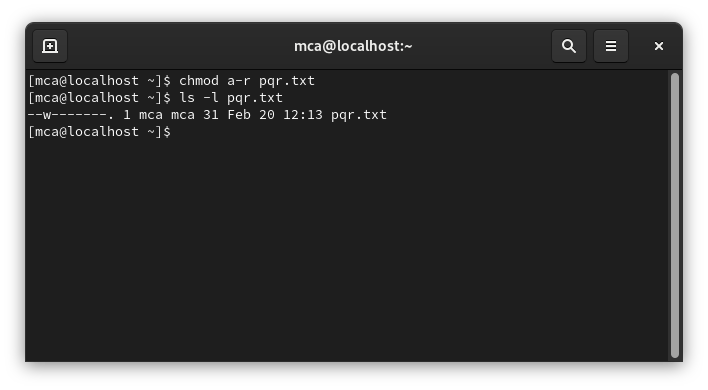 mca@localhost:~
[mca@localhost ~]$ chmod a-r pqr.txt
[mca@localhost ~]$ ls -l pqr.txt
--w-------. 1 mca mca 31 Feb 20 12:13 pqr.txt
[mca@localhost ~]$